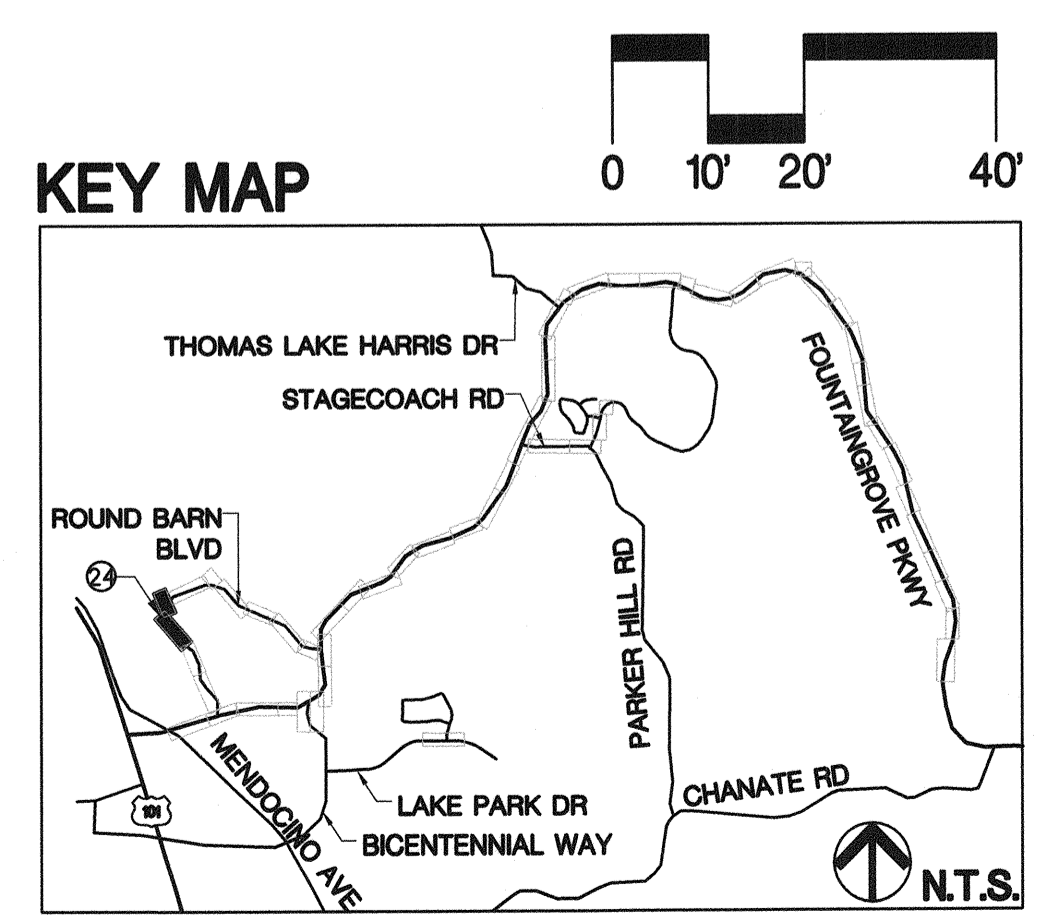 0 10' 20' 40'
KEY MAP
THOMAS LAKE HARRIS DR
STAGECOACH RD
FOUNTAINGROVE PKWY
ROUND BARN
BLVD
24
PARKER HILL RD
MENDOCINO AVE
CHANATE RD
LAKE PARK DR
101
BICENTENNIAL WAY
N.T.S.